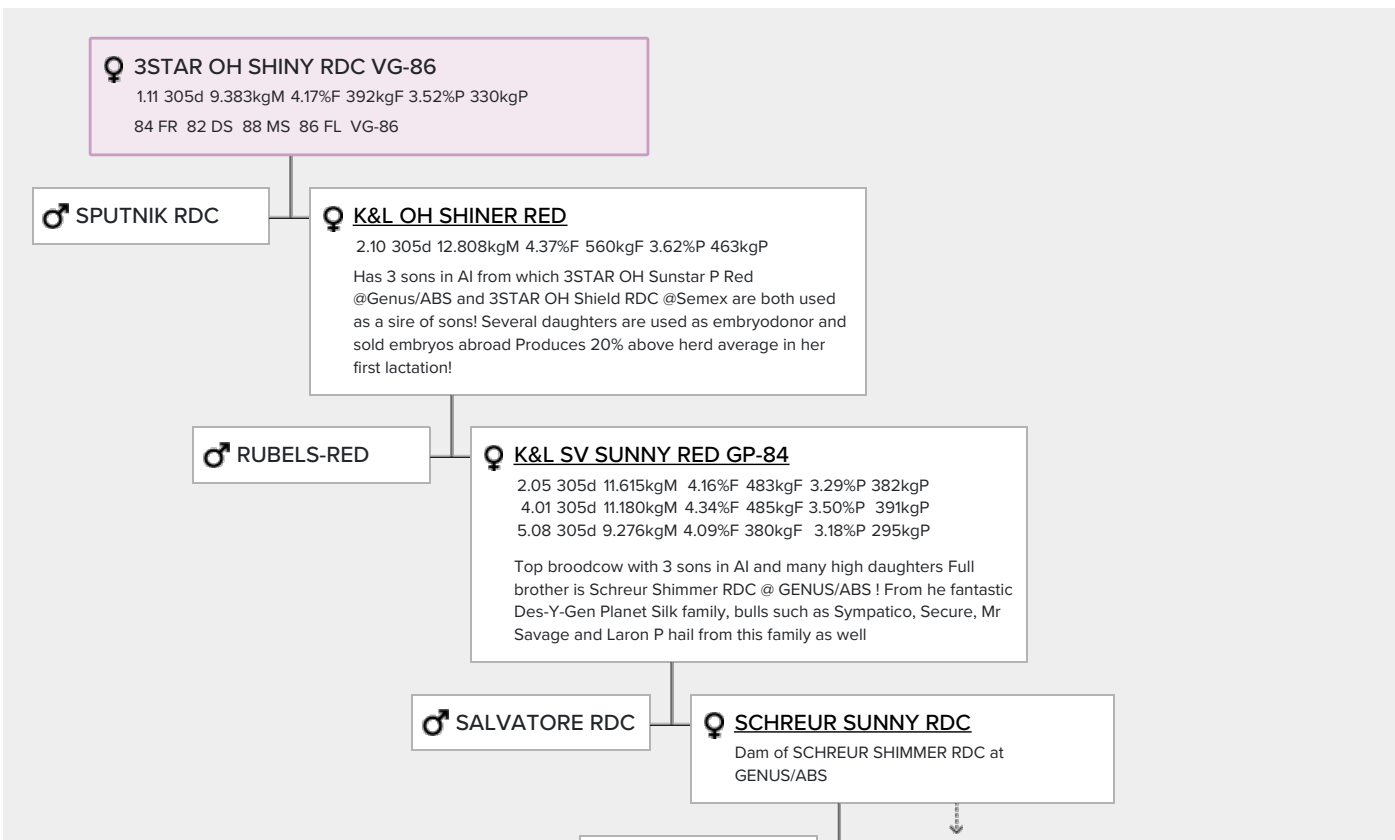 3STAR OH SHINY RDC VG-86
1.11 305d 9.383kgM 4.17%F 392kgF 3.52%P 330kgP
84 FR 82 DS 88 MS 86 FL VG-86
SPUTNIK RDC
K&L OH SHINER RED
2.10 305d 12.808kgM 4.37%F 560kgF 3.62%P 463kgP
Has 3 sons in AI from which 3STAR OH Sunstar P Red
@Genus/ABS and 3STAR OH Shield RDC @Semex are both used
as a sire of sons! Several daughters are used as embryodonor and
sold embryos abroad Produces 20% above herd average in her
first lactation!
RUBELS-RED
K&L SV SUNNY RED GP-84
2.05 305d 11.615kgM 4.16%F 483kgF 3.29%P 382kgP
4.01 305d 11.180kgM 4.34%F 485kgF 3.50%P 391kgP
5.08 305d 9.276kgM 4.09%F 380kgF 3.18%P 295kgP
Top broodcow with 3 sons in AI and many high daughters Full
brother is Schreur Shimmer RDC @ GENUS/ABS ! From he fantastic
Des-Y-Gen Planet Silk family, bulls such as Sympatico, Secure, Mr
Savage and Laron P hail from this family as well
SALVATORE RDC
SCHREUR SUNNY RDC
Dam of SCHREUR SHIMMER RDC at
GENUS/ABS